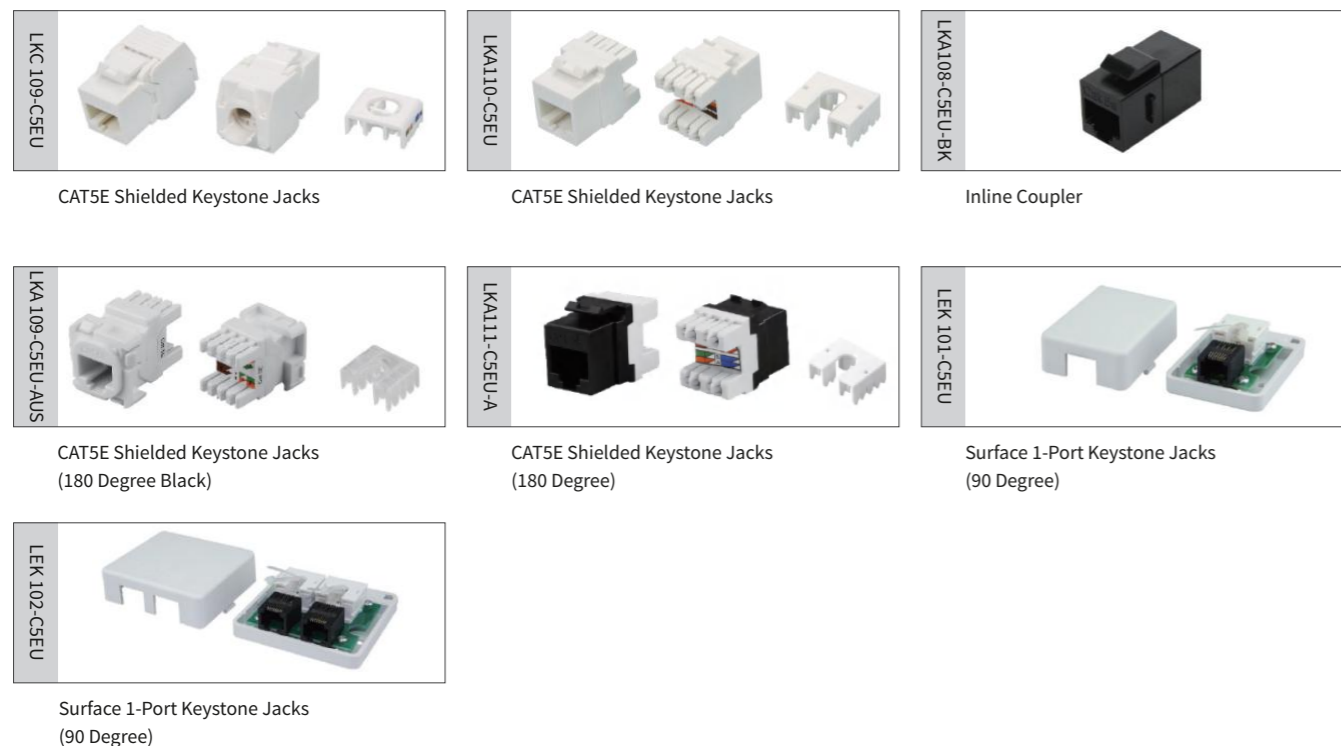 LKC 109-C5EU
CAT5E Shielded Keystone Jacks
LKA110-C5EU
CAT5E Shielded Keystone Jacks
LKA108-C5EU-BK
Inline Coupler
LKA 109-C5EU-AUS
CAT5E Shielded Keystone Jacks
(180 Degree Black)
LKA111-C5EU-A
CAT5E Shielded Keystone Jacks
(180 Degree)
LEK 101-C5EU
Surface 1-Port Keystone Jacks
(90 Degree)
LEK 102-C5EU
Surface 1-Port Keystone Jacks
(90 Degree)